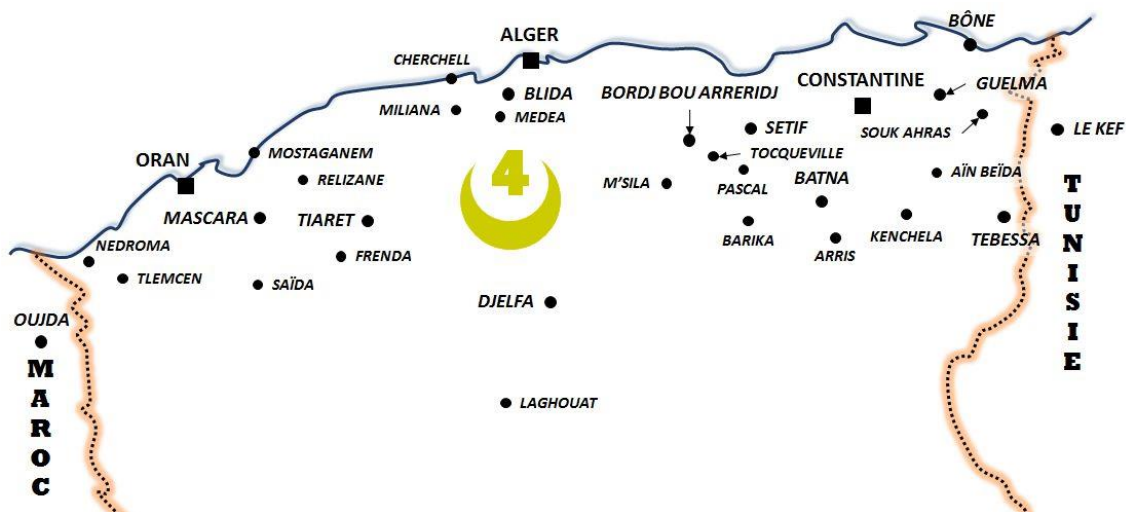 BÔNE
ALGER
CHERCHELL
CONSTANTINE
GUELMA
BLIDA
BORDJ BOU ARRERIDJ
MILIANA
MEDEA
SETIF
SOUK AHRAS
LE KEF
ORAN
MOSTAGANEM
TOCQUEVILLE
4
RELIZANE
M'SILA
PASCAL
BATNA
AÏN BEÏDA
MASCARA
TIARET
BARIKA
KENCHELA
TEBESSA
NEDROMA
FRENDA
ARRIS
TLEMCEN
SAÏDA
DJELFA
OUJDA
LAGHOUAT
MAROC
TUNISIE